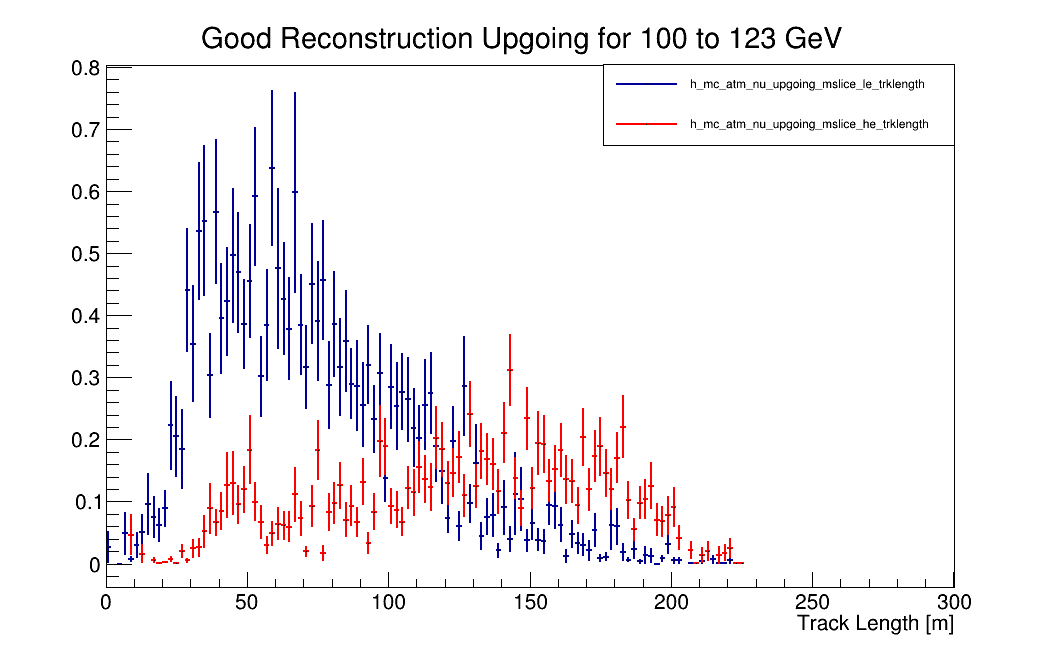 Good Reconstruction Upgoing for 100 to 123 GeV
h_mc_atm_nu_upgoing_mslice_le_trklength
h_mc_atm_nu_upgoing_mslice_he_trklength
0.8
0.7
0.6
0.5
0.4
0.3
0.2
0.1
0
0 50 100 150 200 250 300
Track Length [m]